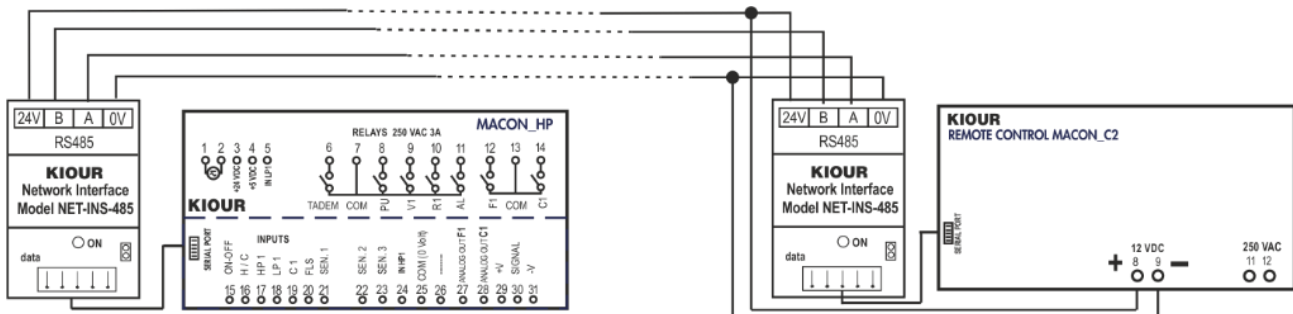 24V B A 0V
RS485
KIOUR
Network Interface
Model NET-INS-485
ON
data
MACON_HP
RELAYS 250 VAC 3A
1 2 3 4 5 6 7 8 9 10 11 12 13 14
+24 VDC
+5 VDC
IN LP1
KIOUR
TADEM COM PU V1 R1 AL F1 COM C1
SERIAL PORT
INPUTS
ON-OFF
H / C
HP 1
LP 1
C 1
FLS
SEN. 1
SEN. 2
SEN. 3
IN HP1
COM (0 Volt)
-------
ANALOG OUT F1
ANALOG OUT C1
+V
SIGNAL
-V
15 16 17 18 19 20 21 22 23 24 25 26 27 28 29 30 31
24V B A 0V
RS485
KIOUR
Network Interface
Model NET-INS-485
ON
data
KIOUR
REMOTE CONTROL MACON_C2
SERIAL PORT
12 VDC 250 VAC
+ 8 9 – 11 12